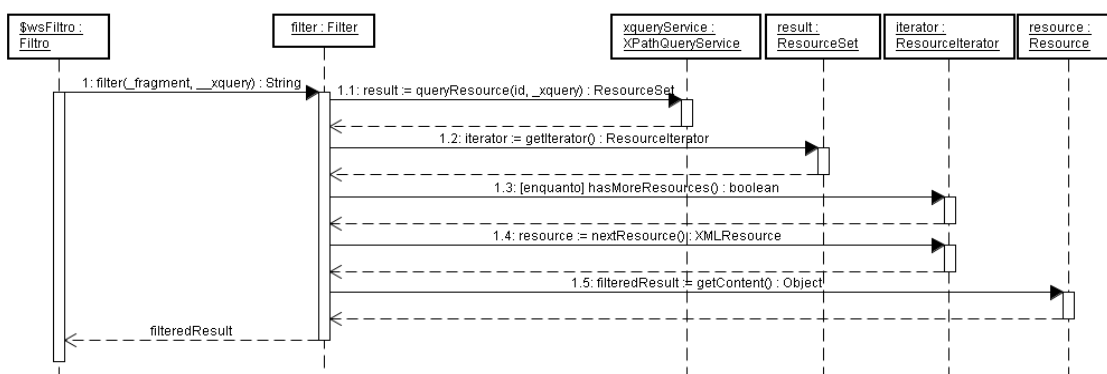 $wsFiltro :
Filtro
filter : Filter
xqueryService :
XPathQueryService
result :
ResourceSet
iterator :
ResourceIterator
resource :
Resource
1: filter(_fragment, __xquery) : String
1.1: result := queryResource(id, _xquery) : ResourceSet
1.2: iterator := getIterator() : ResourceIterator
1.3: [enquanto] hasMoreResources() : boolean
1.4: resource := nextResource() : XMLResource
1.5: filteredResult := getContent() : Object
filteredResult